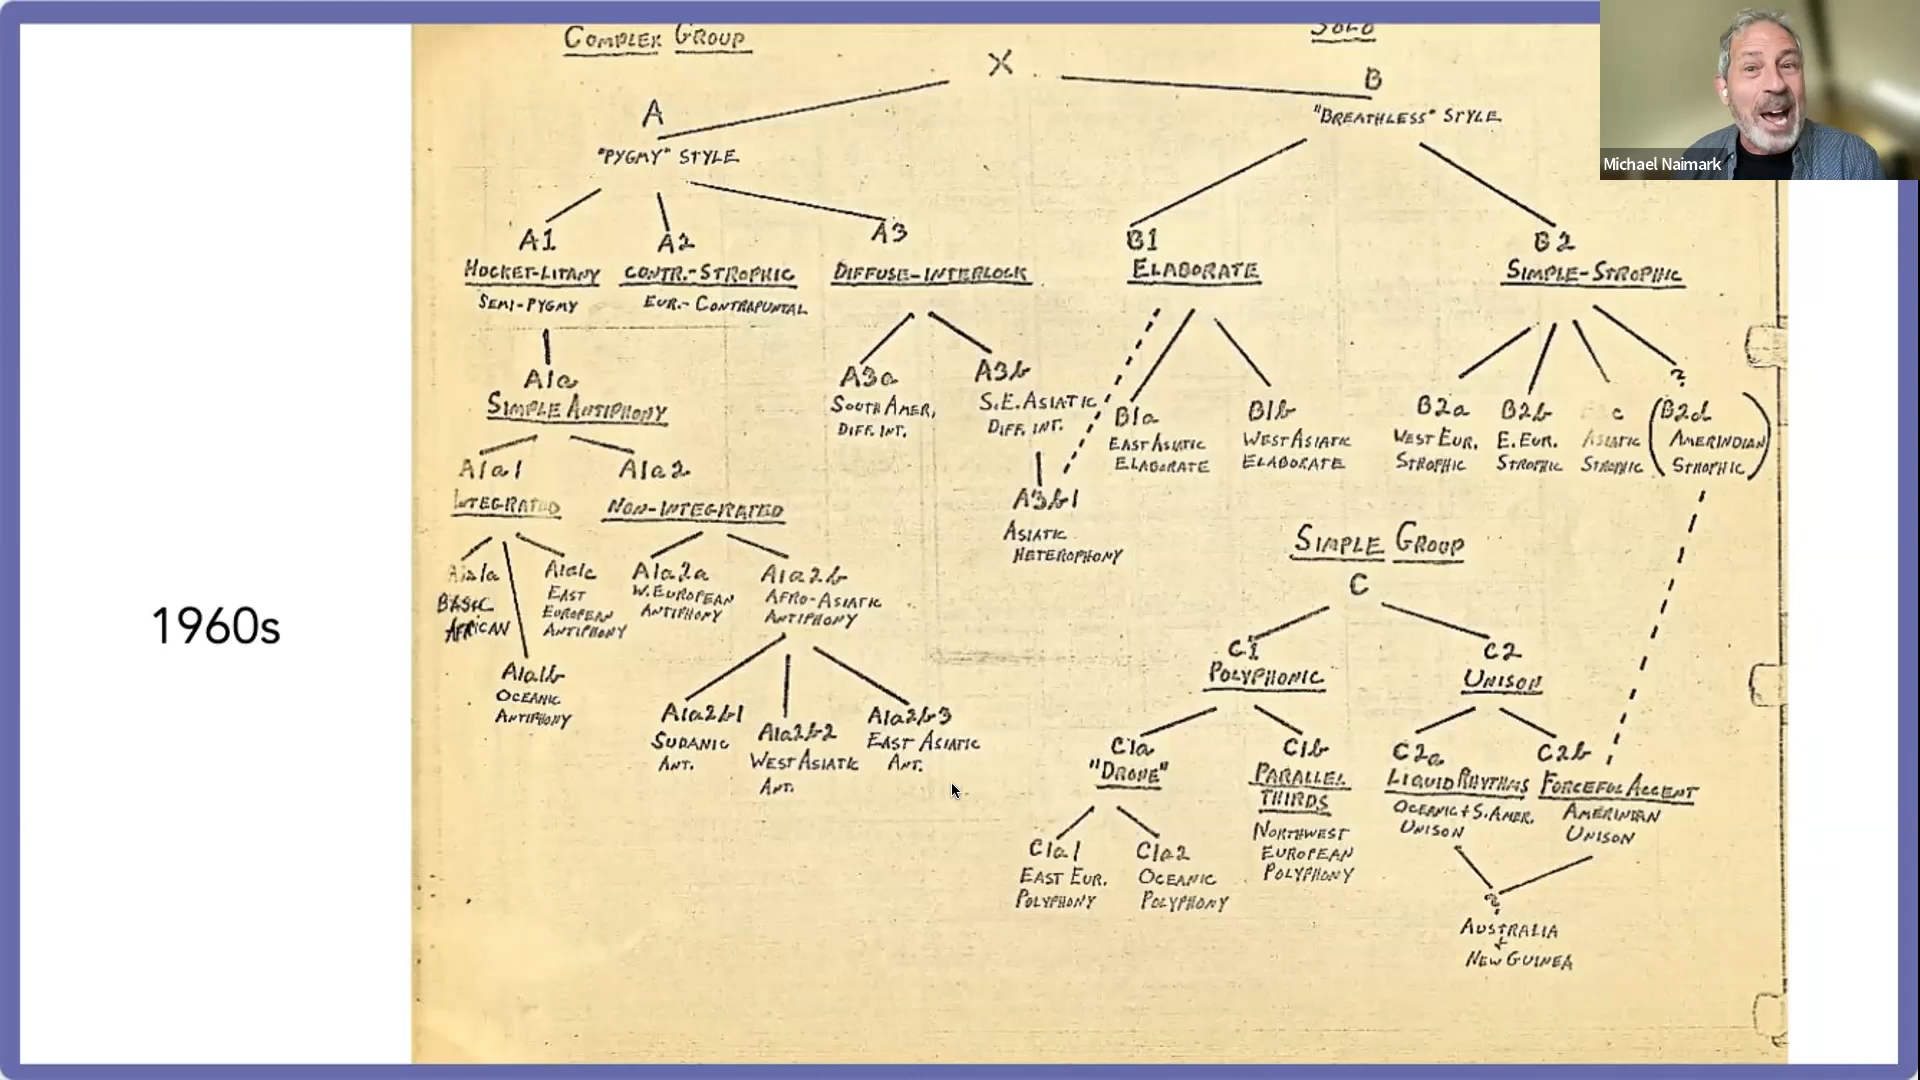 COMPLEX GROUP
SOLO
X
A
"PYGMY" STYLE
B
"BREATHLESS" STYLE
Michael Naimark
A1
HOCKET-LITANY
SEMI-PYGMY
A2
CONTR.-STROPHIC
EUR.-CONTRAPUNTAL
A3
DIFFUSE-INTERLOCK
B1
ELABORATE
B2
SIMPLE-STROPHIC
A1a
SIMPLE ANTIPHONY
A3a
SOUTH AMER.
DIFF. INT.
A3b
S.E. ASIATIC
DIFF. INT.
B1a
EAST ASIATIC
ELABORATE
B1b
WEST ASIATIC
ELABORATE
B2a
WEST EUR.
STROPHIC
B2b
E. EUR.
STROPHIC
c
ASIATIC
STROPHIC
?
(B2d
AMERINDIAN
STROPHIC)
A1a1
INTEGRATED
A1a2
NON-INTEGRATED
A3b1
ASIATIC
HETEROPHONY
A1a1a
BASIC
AFRICAN
A1a1c
EAST
EUROPEAN
ANTIPHONY
A1a2a
W. EUROPEAN
ANTIPHONY
A1a2b
AFRO-ASIATIC
ANTIPHONY
A1a1b
OCEANIC
ANTIPHONY
A1a2b1
SUDANIC
ANT.
A1a2b2
WEST ASIATIC
ANT.
A1a2b3
EAST ASIATIC
ANT.
SIMPLE GROUP
C
C1
POLYPHONIC
C2
UNISON
C1a
"DRONE"
C1b
PARALLEL
THIRDS
NORTHWEST
EUROPEAN
POLYPHONY
C2a
LIQUID RHYTHMS
OCEANIC + S. AMER.
UNISON
C2b
FORCEFUL ACCENT
AMERINDIAN
UNISON
C1a1
EAST EUR.
POLYPHONY
C1a2
OCEANIC
POLYPHONY
?
AUSTRALIA
+
NEW GUINEA
1960s